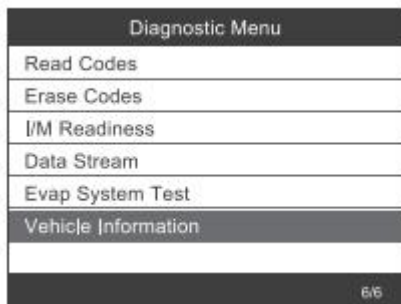 Diagnostic Menu
Read Codes
Erase Codes
I/M Readiness
Data Stream
Evap System Test
Vehicle Information
6/6